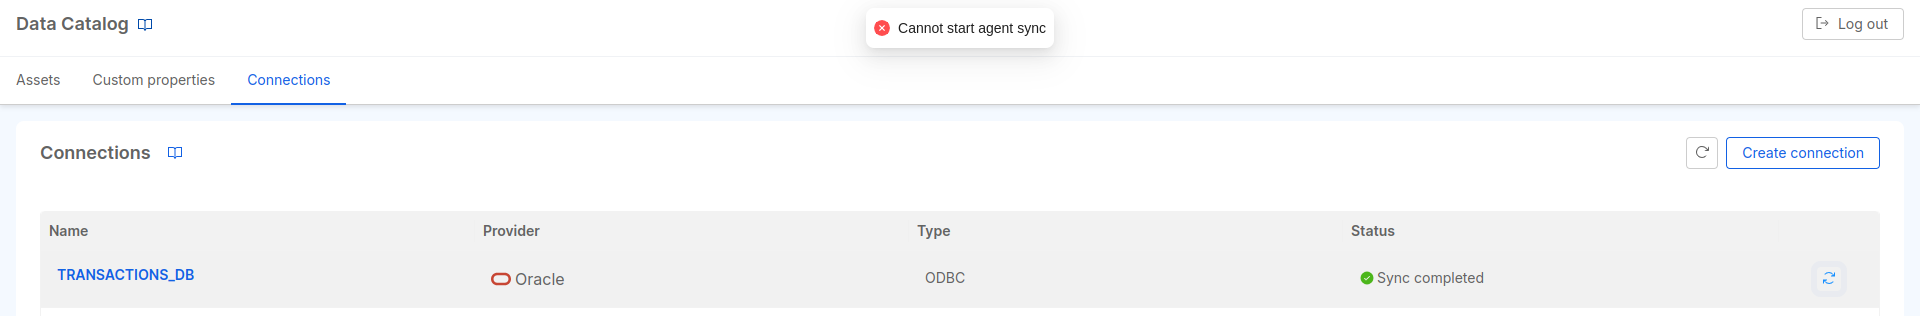 Data Catalog
Cannot start agent sync
Log out
Assets
Custom properties
Connections
Connections
Create connection
Name
Provider
Type
Status
TRANSACTIONS_DB
Oracle
ODBC
Sync completed